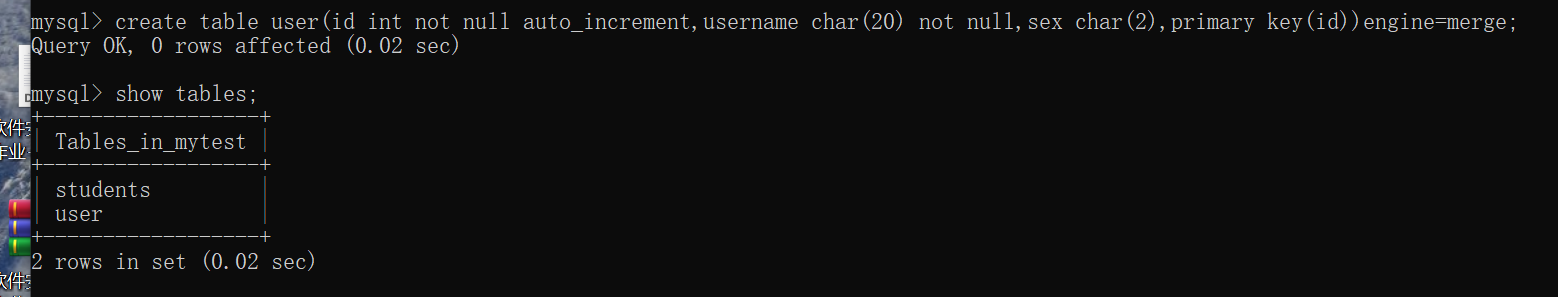 mysql> create table user(id int not null auto_increment,username char(20) not null,sex char(2),primary key(id))engine=merge;
Query OK, 0 rows affected (0.02 sec)
mysql> show tables;
+------------------+
| Tables_in_mytest |
+------------------+
| students         |
| user             |
+------------------+
2 rows in set (0.02 sec)
软件
作业
软件